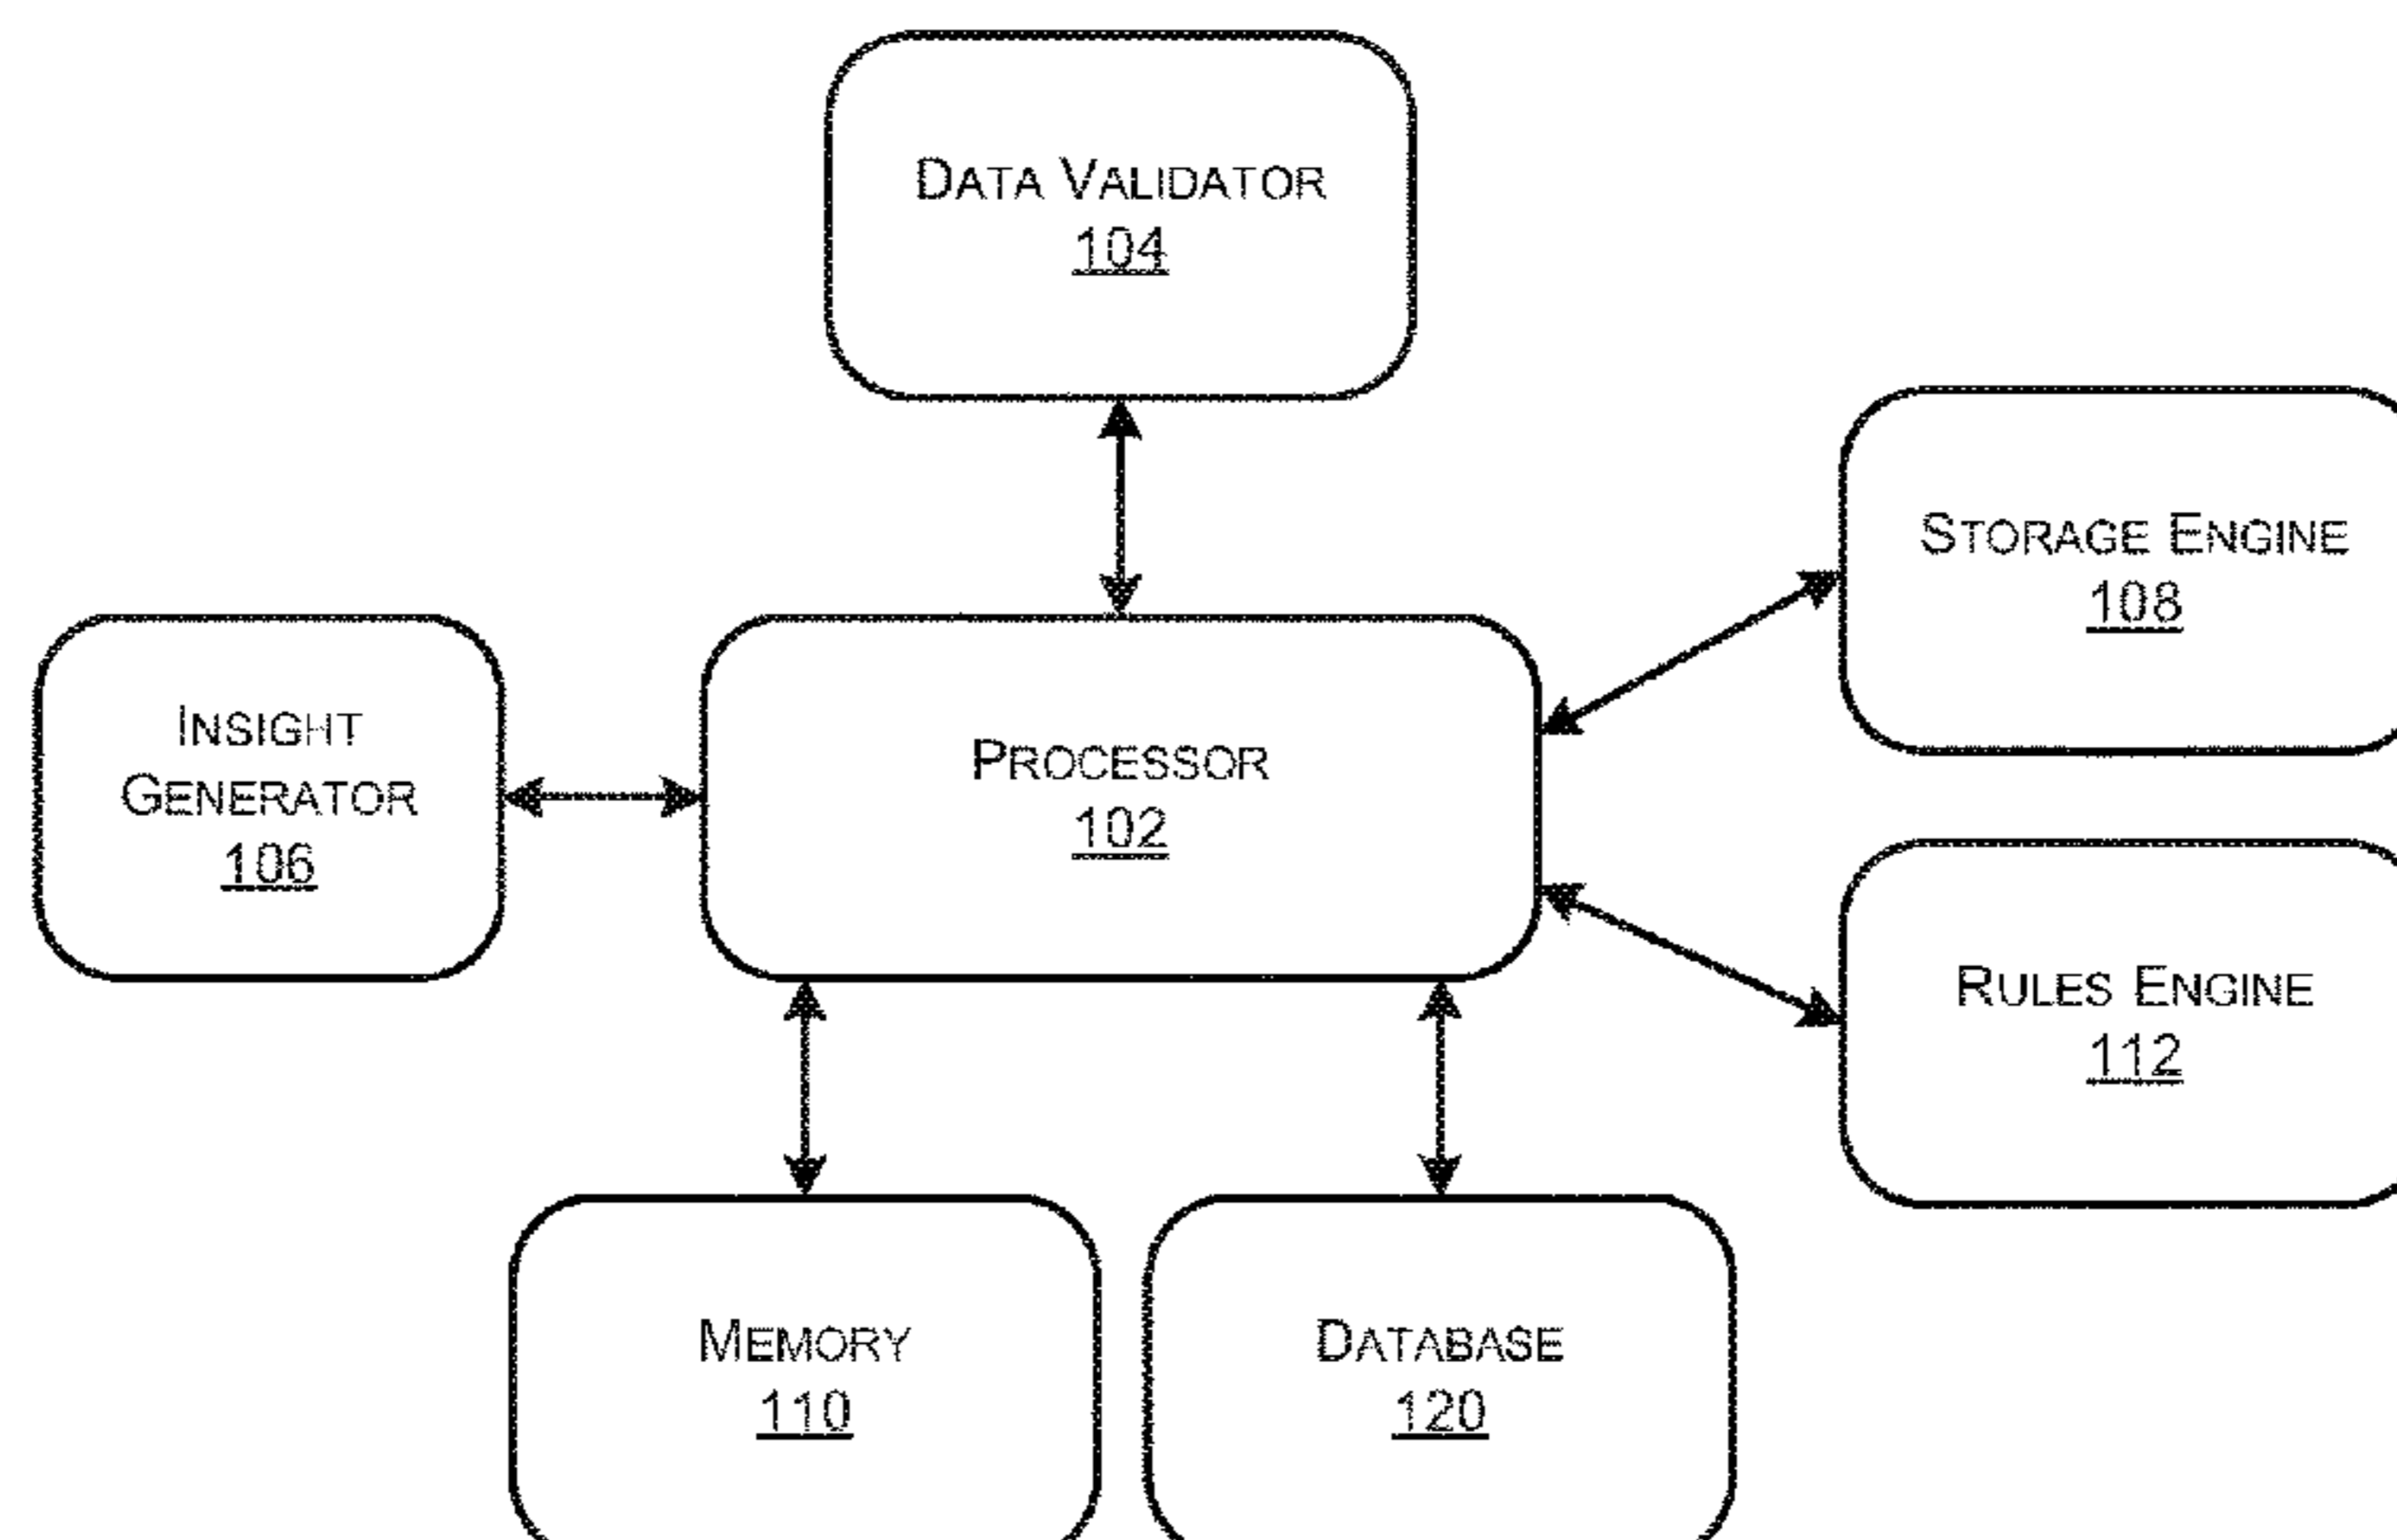 DATA VALIDATOR
104
STORAGE ENGINE
108
INSIGHT
GENERATOR
106
PROCESSOR
102
RULES ENGINE
112
MEMORY
110
DATABASE
120